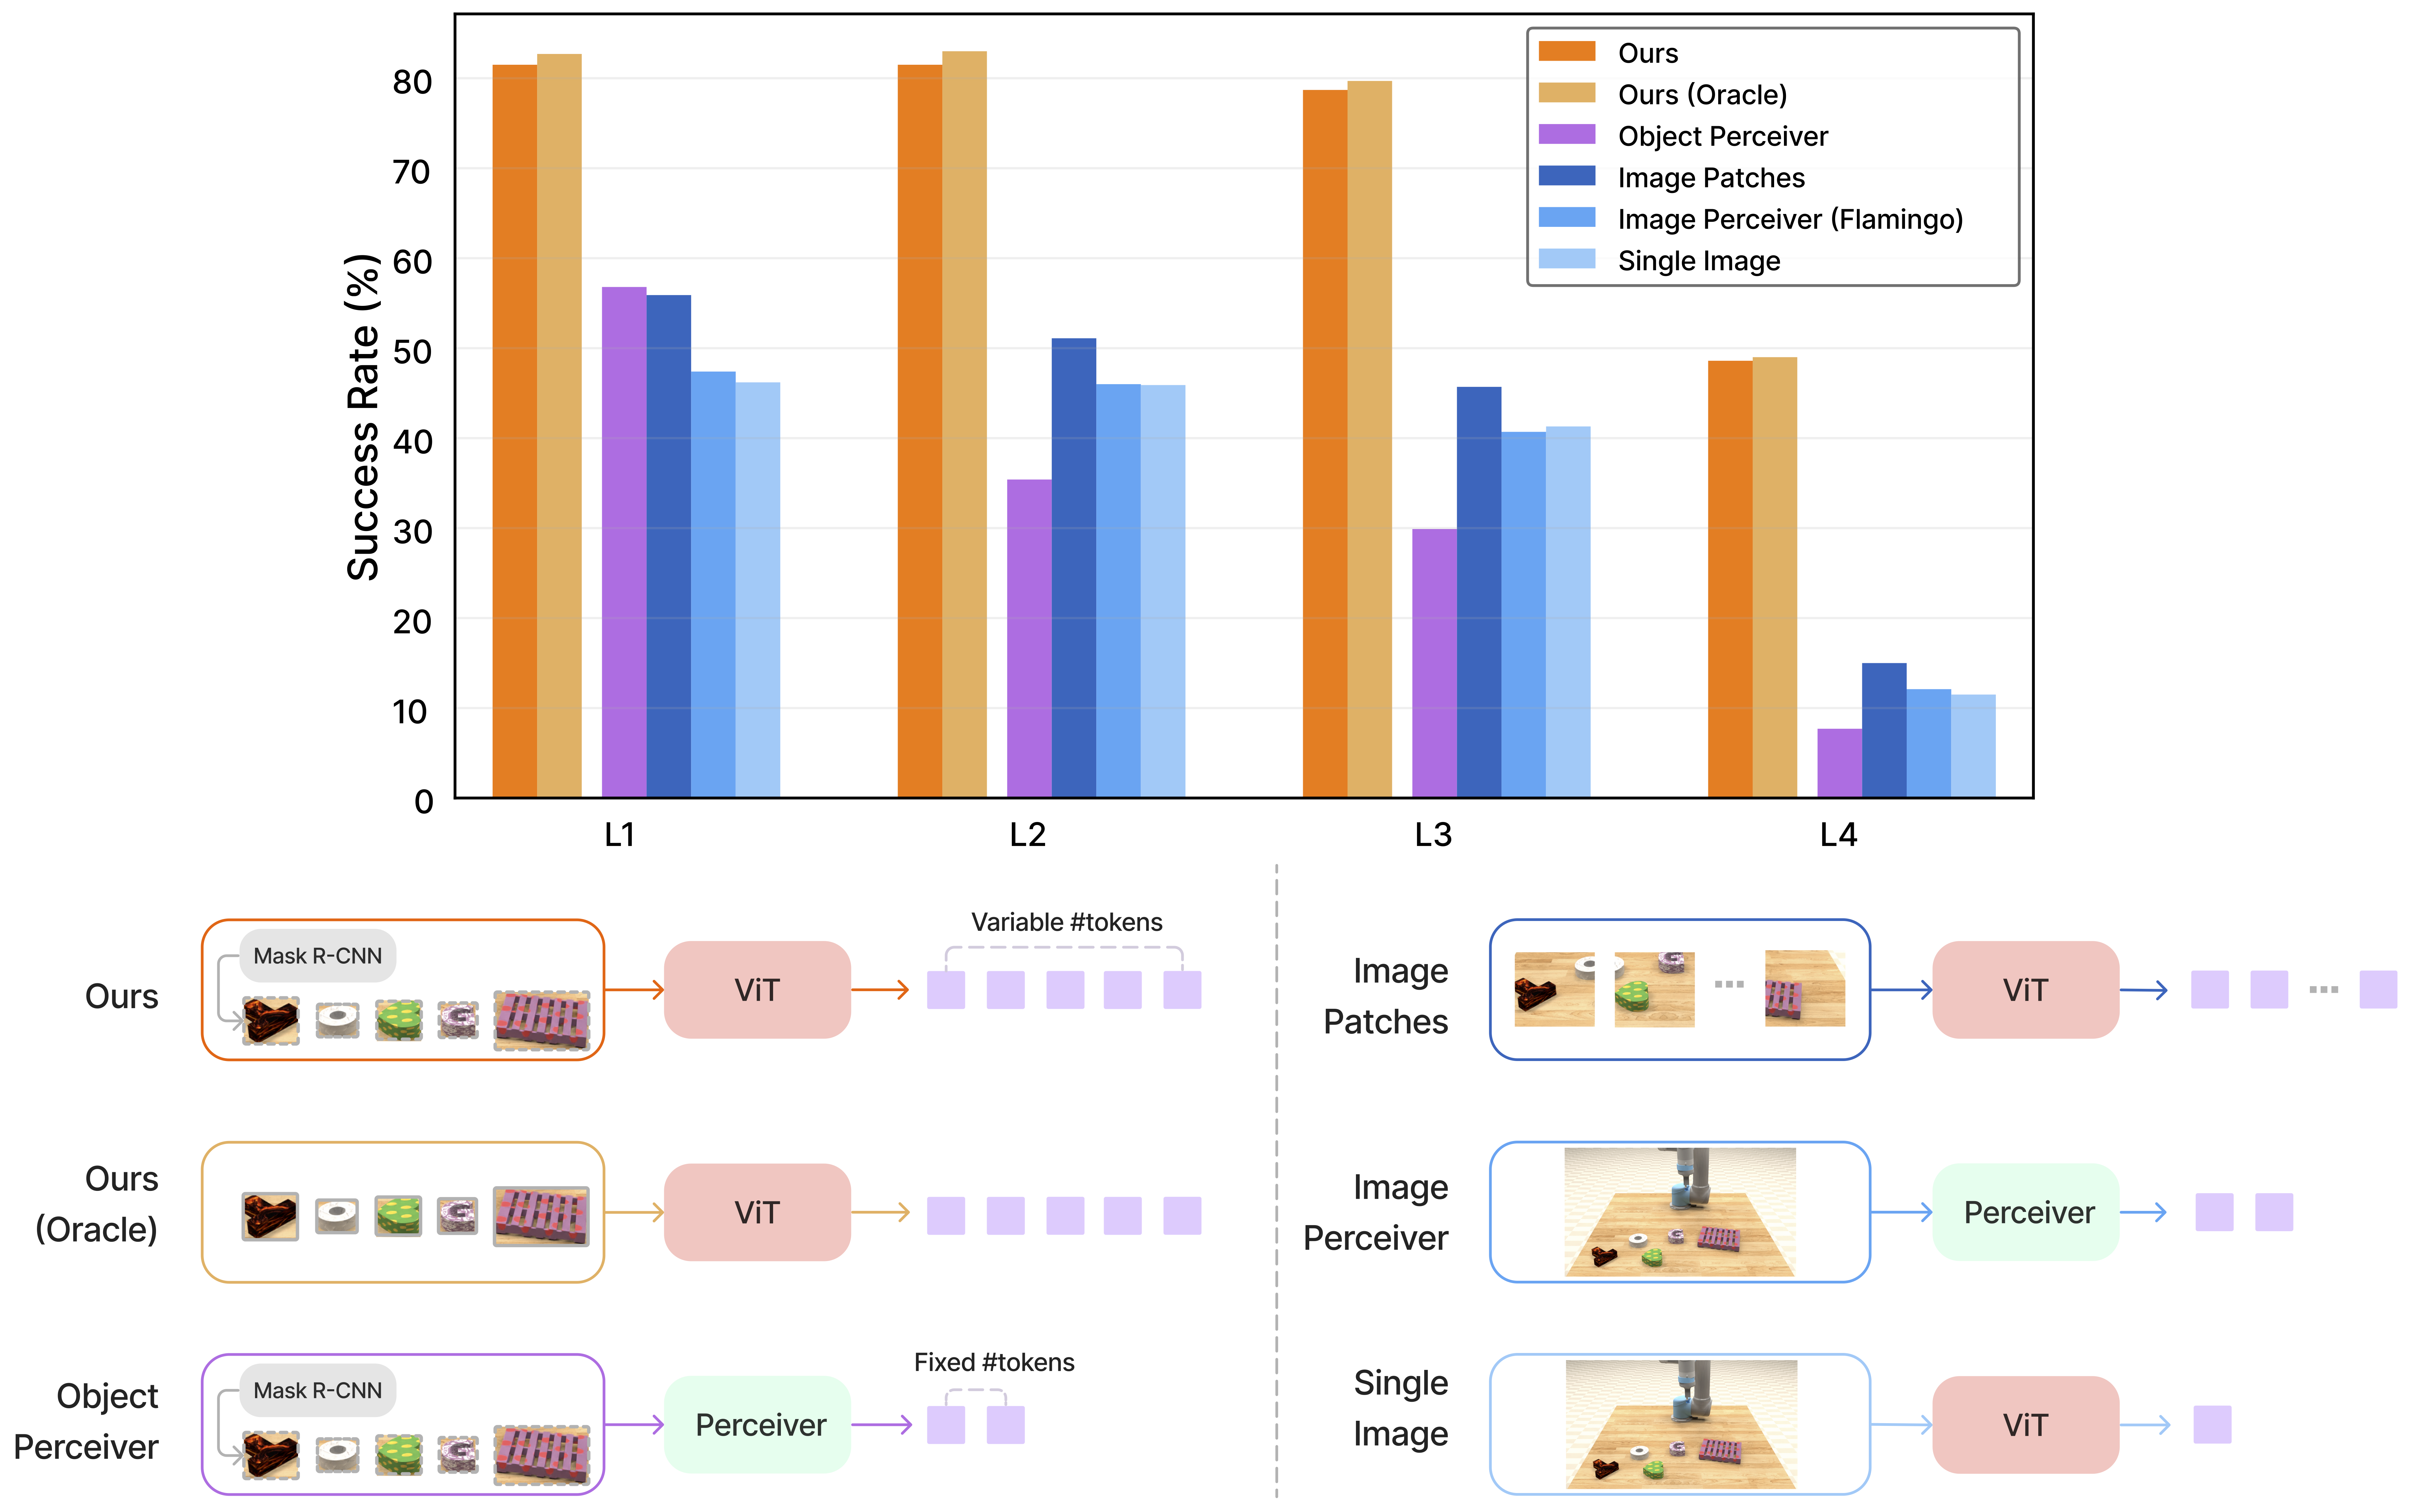 Success Rate (%)
80
70
60
50
40
30
20
10
0
L1
L2
L3
L4
Ours
Ours (Oracle)
Object Perceiver
Image Patches
Image Perceiver (Flamingo)
Single Image
Ours
Mask R-CNN
ViT
Variable #tokens
Ours
(Oracle)
ViT
Object
Perceiver
Mask R-CNN
Perceiver
Fixed #tokens
Image
Patches
ViT
Image
Perceiver
Perceiver
Single
Image
ViT